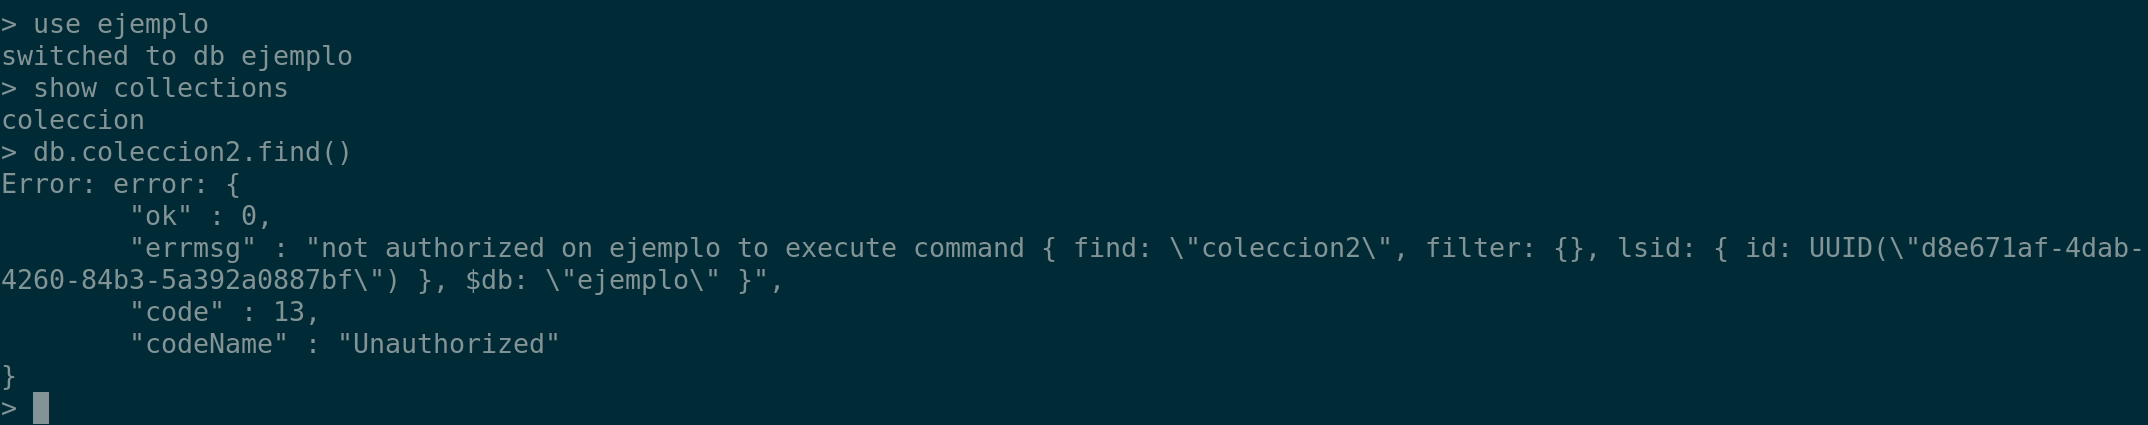 > use ejemplo
switched to db ejemplo
> show collections
coleccion
> db.coleccion2.find()
Error: error: {
        "ok" : 0,
        "errmsg" : "not authorized on ejemplo to execute command { find: \"coleccion2\", filter: {}, lsid: { id: UUID(\"d8e671af-4dab-
4260-84b3-5a392a0887bf\") }, $db: \"ejemplo\" }",
        "code" : 13,
        "codeName" : "Unauthorized"
}
>